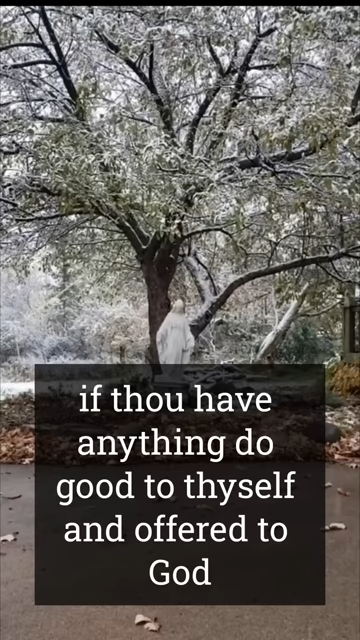 if thou have
anything do
good to thyself
and offered to
God